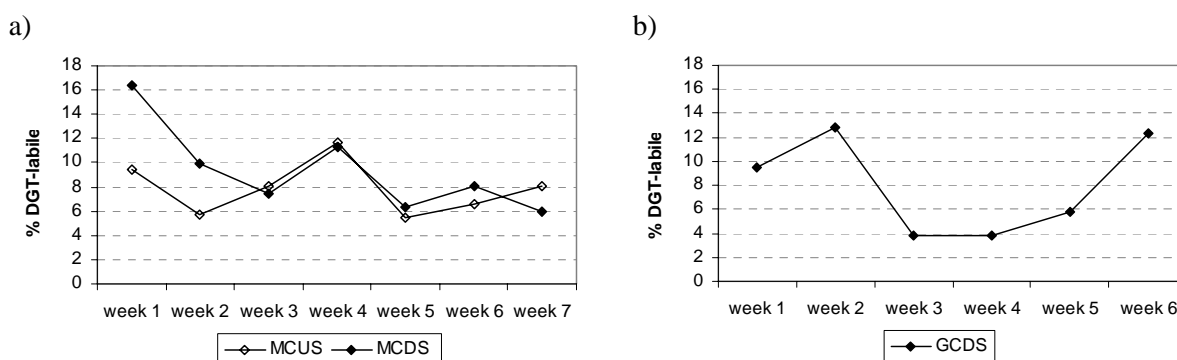 a)
% DGT-labile
18
16
14
12
10
8
6
4
2
0
week 1 week 2 week 3 week 4 week 5 week 6 week 7
MCUS MCDS
b)
% DGT-labile
18
16
14
12
10
8
6
4
2
0
week 1 week 2 week 3 week 4 week 5 week 6
GCDS